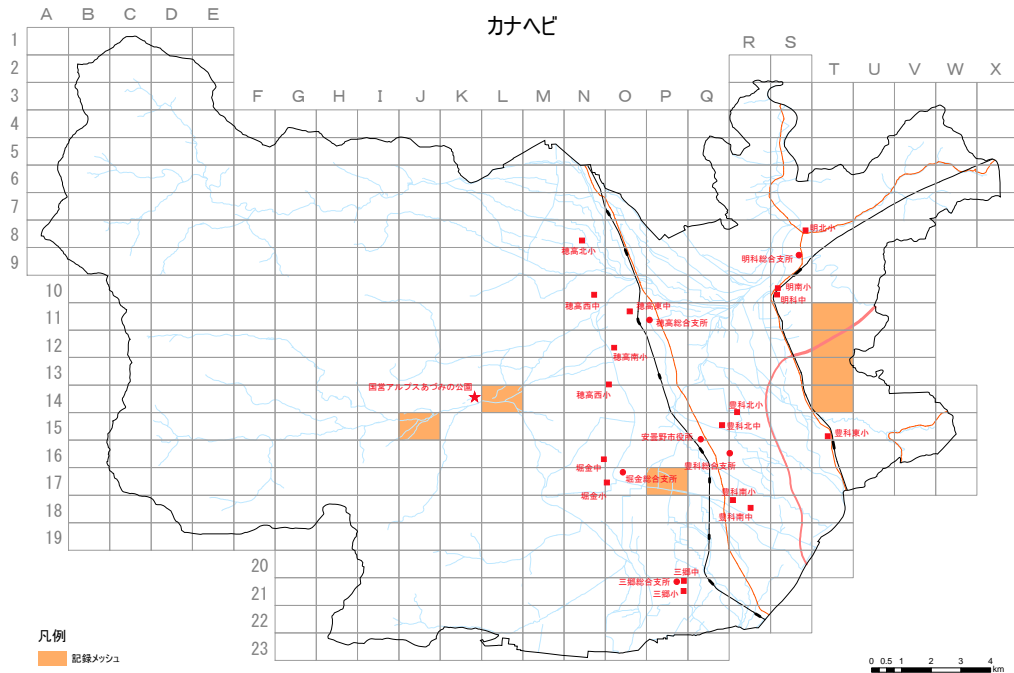 カナヘビ
A B C D E
R S
T U V W X
F G H I J K L M N O P Q
1
2
3
4
5
6
7
8
9
10
11
12
13
14
15
16
17
18
19
20
21
22
23
明北小
穂高北小
明科総合支所
明南小
明科中
穂高西中
穂高東中
穂高総合支所
穂高南小
国営アルプスあづみの公園
穂高西小
豊科北小
豊科北中
安曇野市役所
豊科東小
豊科総合支所
堀金中
堀金総合支所
堀金小
豊科南小
豊科南中
三郷中
三郷総合支所
三郷小
凡例
記録メッシュ
0 0.5 1 2 3 4
km